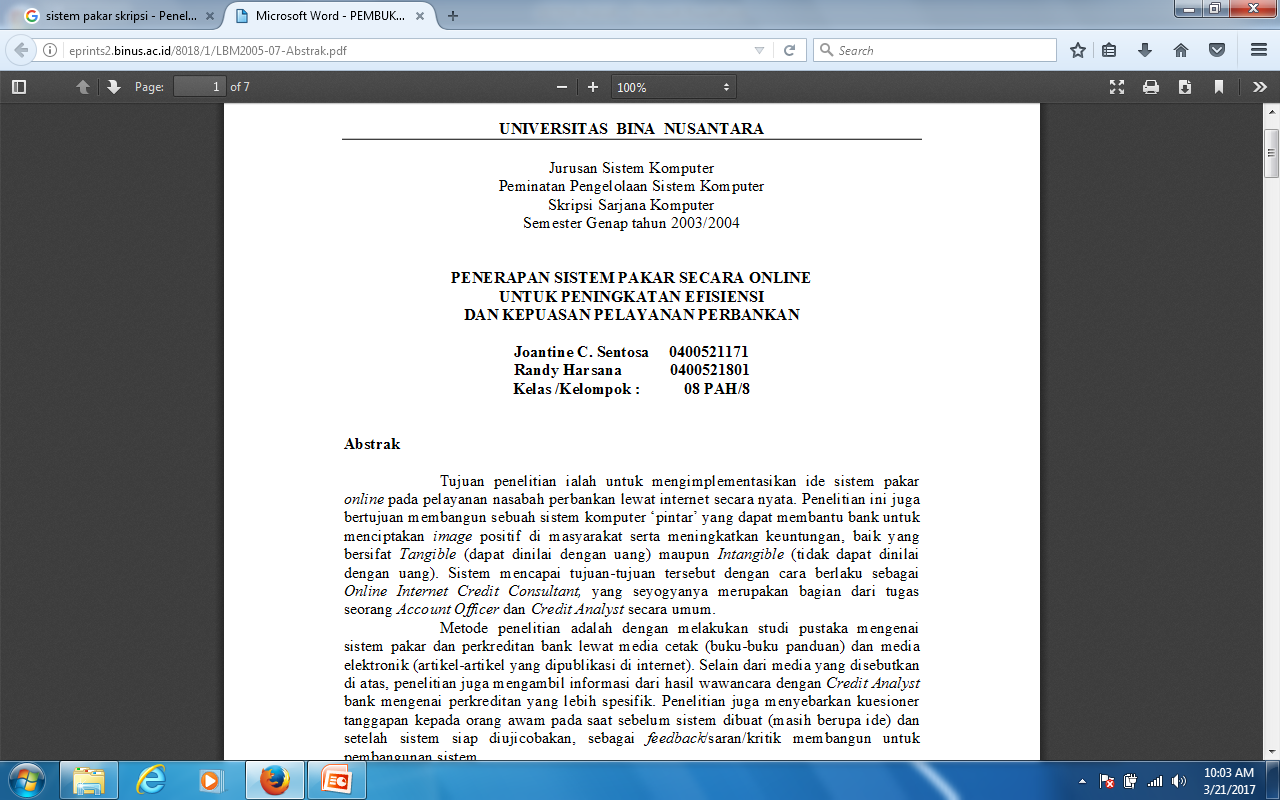 sistem pakar skripsi - Penel...
Microsoft Word - PEMBUK...
eprints2.binus.ac.id/8018/1/LBM2005-07-Abstrak.pdf
Search
Page:
1
of 7
100%
UNIVERSITAS BINA NUSANTARA
Jurusan Sistem Komputer
Peminatan Pengelolaan Sistem Komputer
Skripsi Sarjana Komputer
Semester Genap tahun 2003/2004
PENERAPAN SISTEM PAKAR SECARA ONLINE
UNTUK PENINGKATAN EFISIENSI
DAN KEPUASAN PELAYANAN PERBANKAN
Joantine C. Sentosa 0400521171
Randy Harsana 0400521801
Kelas /Kelompok : 08 PAH/8
Abstrak
Tujuan penelitian ialah untuk mengimplementasikan ide sistem pakar
online pada pelayanan nasabah perbankan lewat internet secara nyata. Penelitian ini juga
bertujuan membangun sebuah sistem komputer ‘pintar’ yang dapat membantu bank untuk
menciptakan image positif di masyarakat serta meningkatkan keuntungan, baik yang
bersifat Tangible (dapat dinilai dengan uang) maupun Intangible (tidak dapat dinilai
dengan uang). Sistem mencapai tujuan-tujuan tersebut dengan cara berlaku sebagai
Online Internet Credit Consultant, yang seyogyanya merupakan bagian dari tugas
seorang Account Officer dan Credit Analyst secara umum.
Metode penelitian adalah dengan melakukan studi pustaka mengenai
sistem pakar dan perkreditan bank lewat media cetak (buku-buku panduan) dan media
elektronik (artikel-artikel yang dipublikasi di internet). Selain dari media yang disebutkan
di atas, penelitian juga mengambil informasi dari hasil wawancara dengan Credit Analyst
bank mengenai perkreditan yang lebih spesifik. Penelitian juga menyebarkan kuesioner
tanggapan kepada orang awam pada saat sebelum sistem dibuat (masih berupa ide) dan
setelah sistem siap diujicobakan, sebagai feedback/saran/kritik membangun untuk
pembangunan sistem.
10:03 AM
3/21/2017